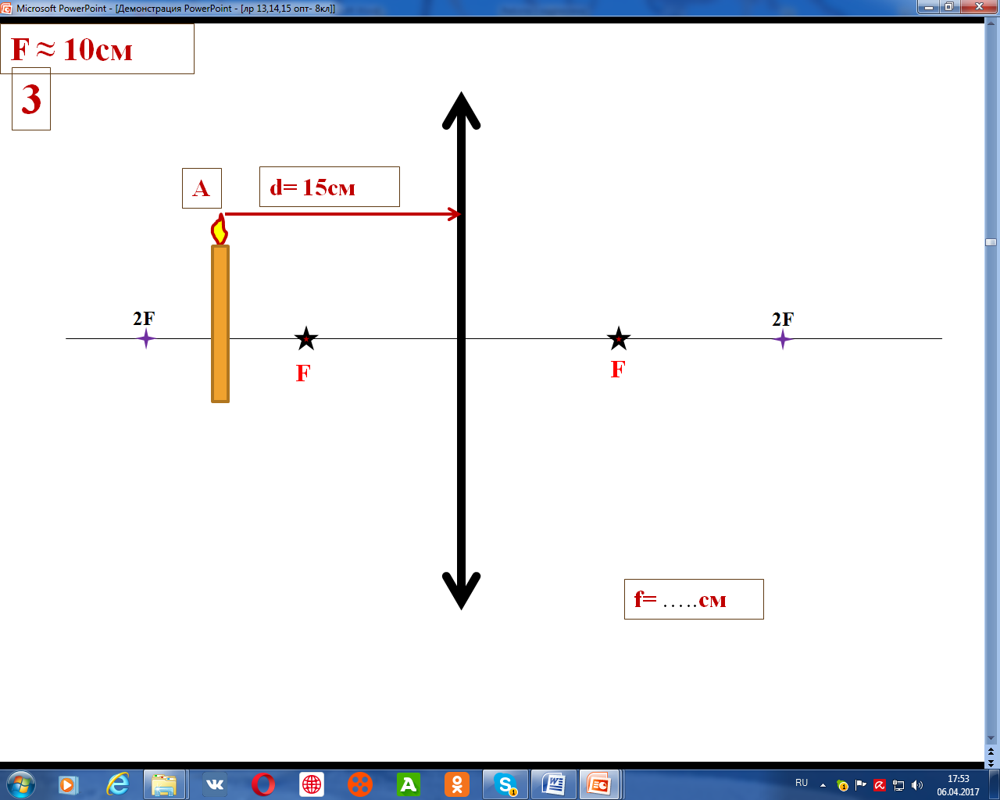 Microsoft PowerPoint - [Демонстрация PowerPoint - [лр 13,14,15 опт- 8кл]]
F ≈ 10см
3
A
d= 15см
2F
2F
F
F
f= .....см
RU
17:53
06.04.2017